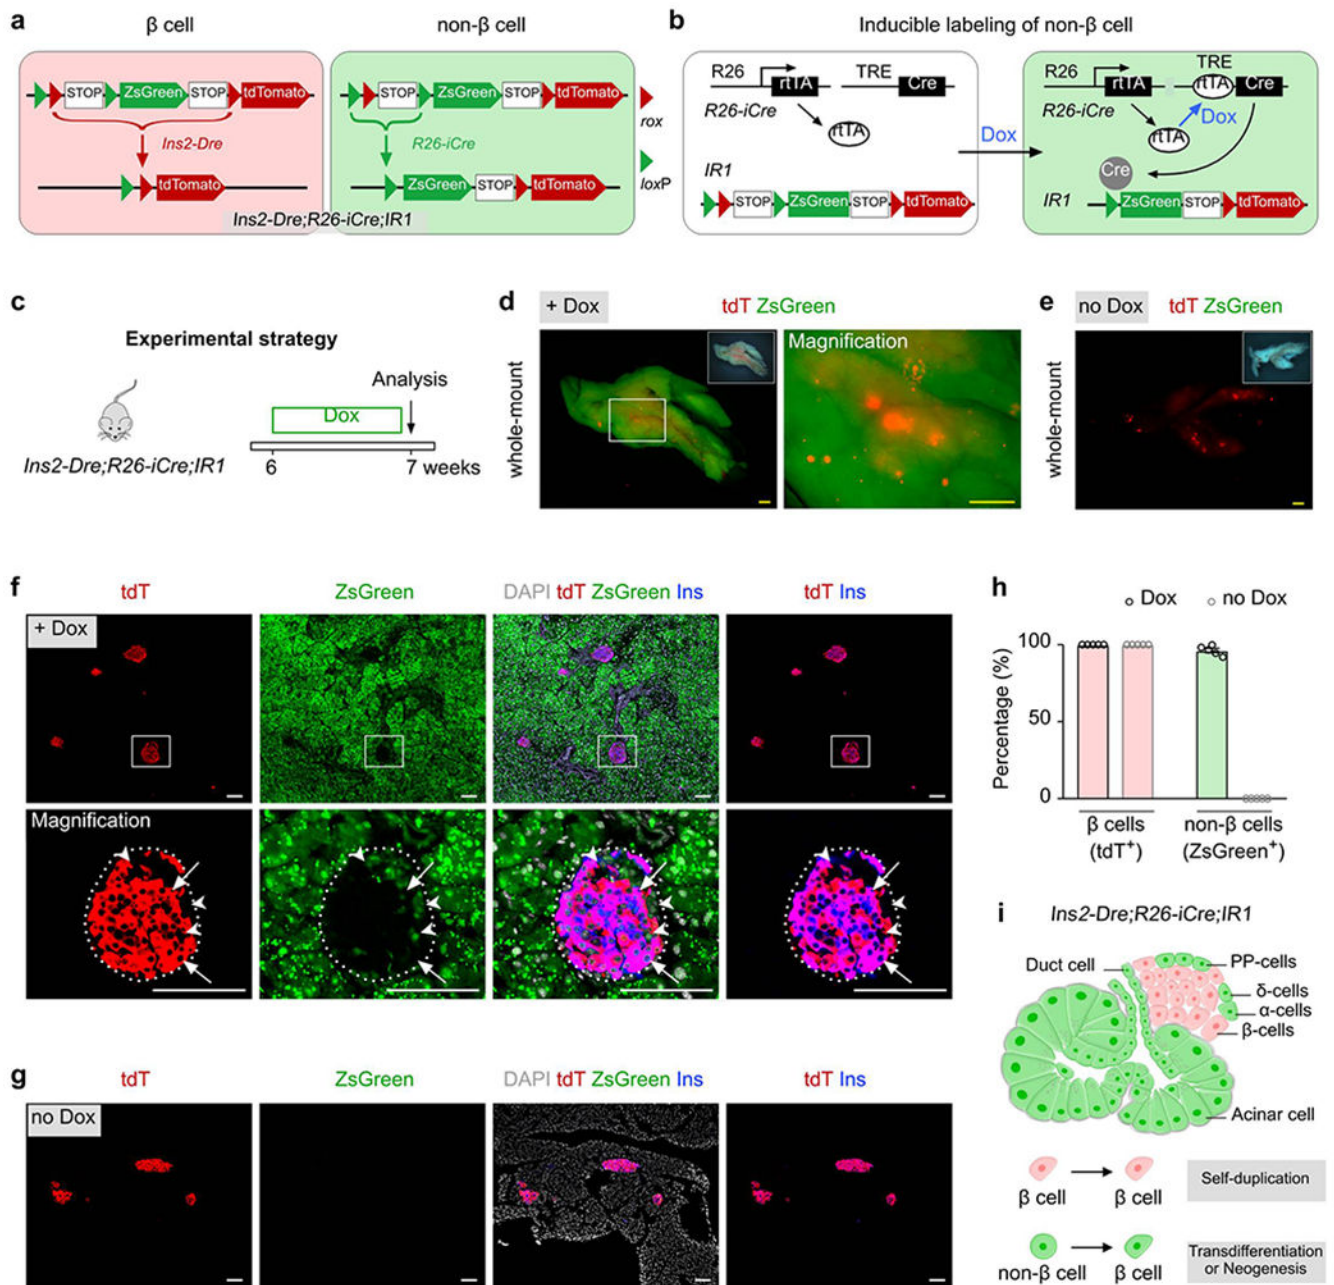 a
β cell
non-β cell
STOP
ZsGreen
STOP
tdTomato
STOP
ZsGreen
STOP
tdTomato
rox
Ins2-Dre
R26-iCre
loxP
tdTomato
ZsGreen
STOP
tdTomato
Ins2-Dre;R26-iCre;IR1
b
Inducible labeling of non-β cell
R26
rtTA
TRE
Cre
R26-iCre
rtTA
IR1
STOP
ZsGreen
STOP
tdTomato
Dox
R26
rtTA
TRE
rtTA
Cre
R26-iCre
Dox
rtTA
Cre
IR1
ZsGreen
STOP
tdTomato
c
Experimental strategy
Analysis
Dox
Ins2-Dre;R26-iCre;IR1
6
7 weeks
d
+ Dox
tdT ZsGreen
whole-mount
Magnification
e
no Dox
tdT ZsGreen
whole-mount
f
tdT
ZsGreen
DAPI tdT ZsGreen Ins
tdT Ins
+ Dox
Magnification
g
tdT
ZsGreen
DAPI tdT ZsGreen Ins
tdT Ins
no Dox
h
Dox
no Dox
Percentage (%)
100
50
0
β cells
(tdT+)
non-β cells
(ZsGreen+)
i
Ins2-Dre;R26-iCre;IR1
Duct cell
PP-cells
δ-cells
α-cells
β-cells
Acinar cell
β cell
β cell
Self-duplication
non-β cell
β cell
Transdifferentiation
or Neogenesis